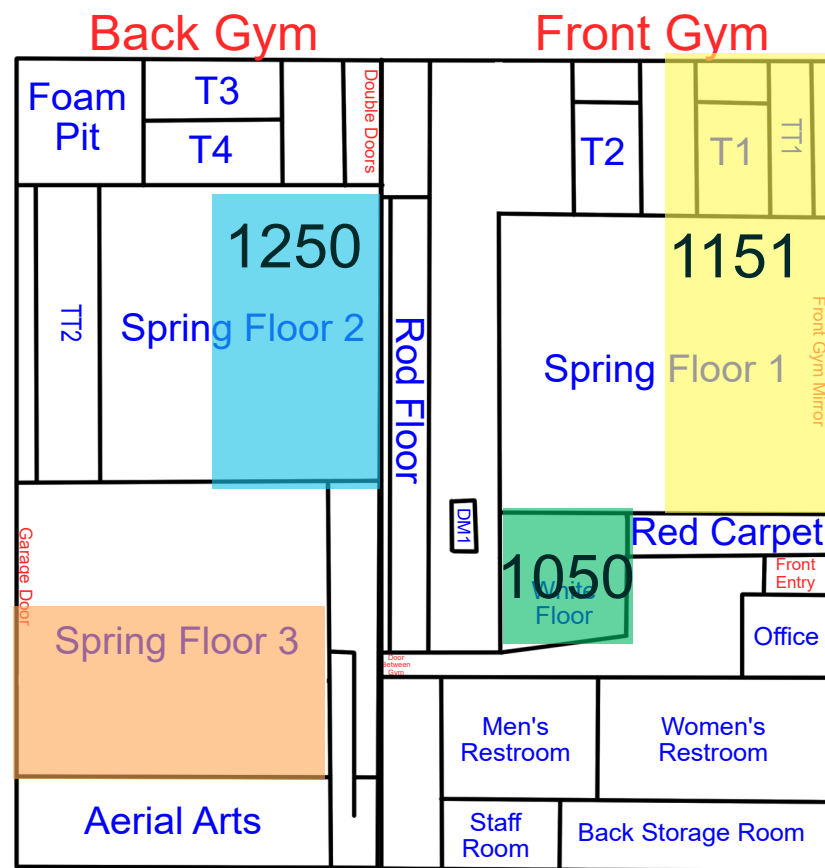 Back Gym
Front Gym
Foam
Pit
T3
T4
Double Doors
T2
T1
TT1
1250
1151
TT2
Spring Floor 2
Rod Floor
Spring Floor 1
Front Gym Mirror
DM1
Red Carpet
Garage Door
1050
White
Floor
Front
Entry
Spring Floor 3
Office
Door
Between
Gym
Men's
Restroom
Women's
Restroom
Aerial Arts
Staff
Room
Back Storage Room